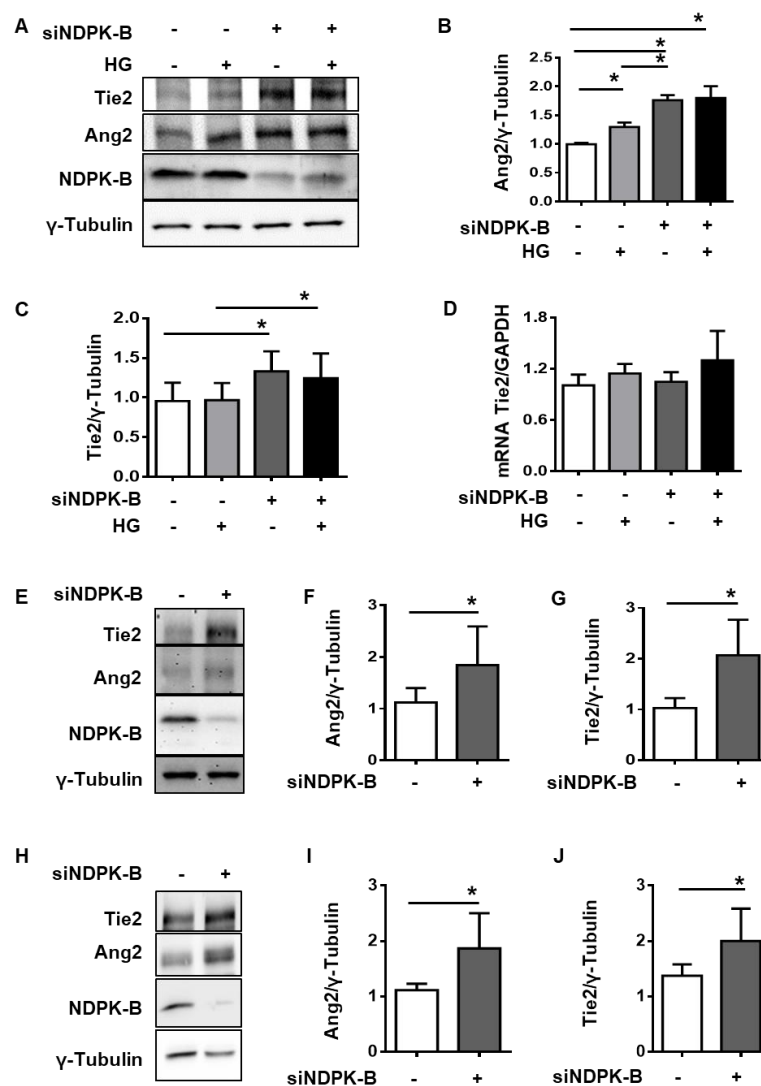 A
siNDPK-B - - + +
HG - + - +
Tie2
Ang2
NDPK-B
γ-Tubulin
B
Ang2/γ-Tubulin
2.5
2.0
1.5
1.0
0.5
0.0
* * * *
siNDPK-B - - + +
HG - + - +
C
Tie2/γ-Tubulin
2.0
1.5
1.0
0.5
0.0
* *
siNDPK-B - - + +
HG - + - +
D
mRNA Tie2/GAPDH
1.8
1.2
0.6
0.0
siNDPK-B - - + +
HG - + - +
E
siNDPK-B - +
Tie2
Ang2
NDPK-B
γ-Tubulin
F
Ang2/γ-Tubulin
3
2
1
0
*
siNDPK-B - +
G
Tie2/γ-Tubulin
3
2
1
0
*
siNDPK-B - +
H
siNDPK-B - +
Tie2
Ang2
NDPK-B
γ-Tubulin
I
Ang2/γ-Tubulin
3
2
1
0
*
siNDPK-B - +
J
Tie2/γ-Tubulin
3
2
1
0
*
siNDPK-B - +